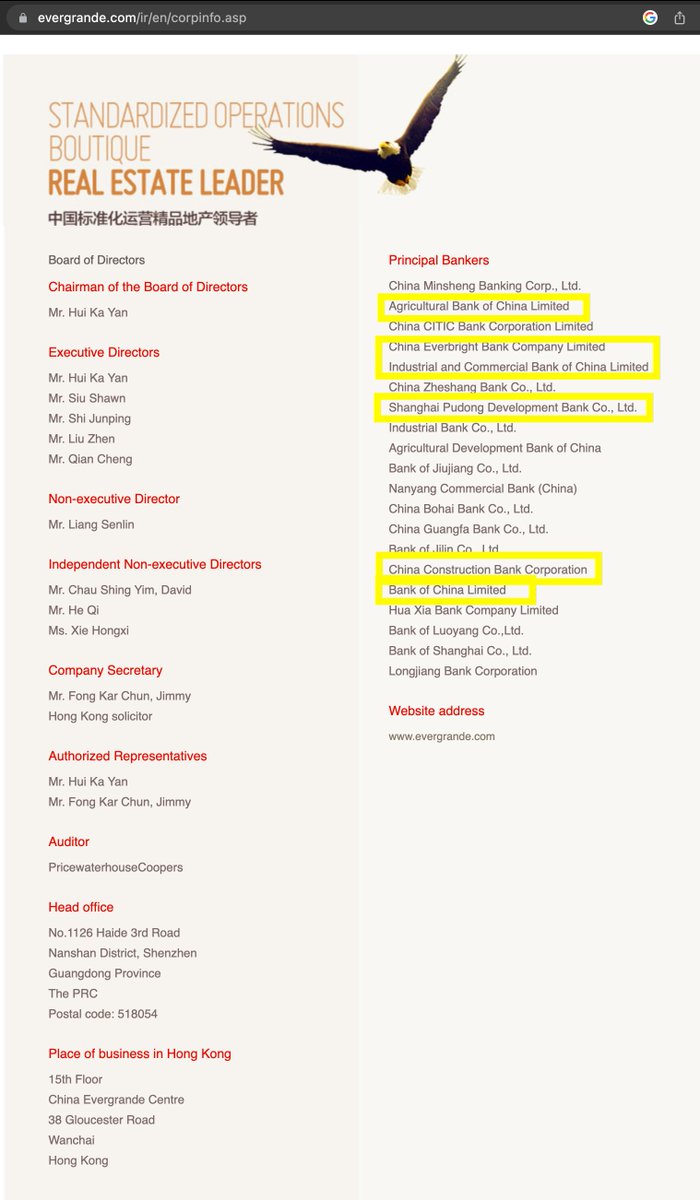 evergrande.com/ir/en/corpinfo.asp
STANDARDIZED OPERATIONS
BOUTIQUE
REAL ESTATE LEADER
中国标准化运营精品地产领导者
Board of Directors
Chairman of the Board of Directors
Mr. Hui Ka Yan
Executive Directors
Mr. Hui Ka Yan
Mr. Siu Shawn
Mr. Shi Junping
Mr. Liu Zhen
Mr. Qian Cheng
Non-executive Director
Mr. Liang Senlin
Independent Non-executive Directors
Mr. Chau Shing Yim, David
Mr. He Qi
Ms. Xie Hongxi
Company Secretary
Mr. Fong Kar Chun, Jimmy
Hong Kong solicitor
Authorized Representatives
Mr. Hui Ka Yan
Mr. Fong Kar Chun, Jimmy
Auditor
PricewaterhouseCoopers
Head office
No.1126 Haide 3rd Road
Nanshan District, Shenzhen
Guangdong Province
The PRC
Postal code: 518054
Place of business in Hong Kong
15th Floor
China Evergrande Centre
38 Gloucester Road
Wanchai
Hong Kong
Principal Bankers
China Minsheng Banking Corp., Ltd.
Agricultural Bank of China Limited
China CITIC Bank Corporation Limited
China Everbright Bank Company Limited
Industrial and Commercial Bank of China Limited
China Zheshang Bank Co., Ltd.
Shanghai Pudong Development Bank Co., Ltd.
Industrial Bank Co., Ltd.
Agricultural Development Bank of China
Bank of Jiujiang Co., Ltd.
Nanyang Commercial Bank (China)
China Bohai Bank Co., Ltd.
China Guangfa Bank Co., Ltd.
Bank of Jilin Co., Ltd.
China Construction Bank Corporation
Bank of China Limited
Hua Xia Bank Company Limited
Bank of Luoyang Co.,Ltd.
Bank of Shanghai Co., Ltd.
Longjiang Bank Corporation
Website address
www.evergrande.com